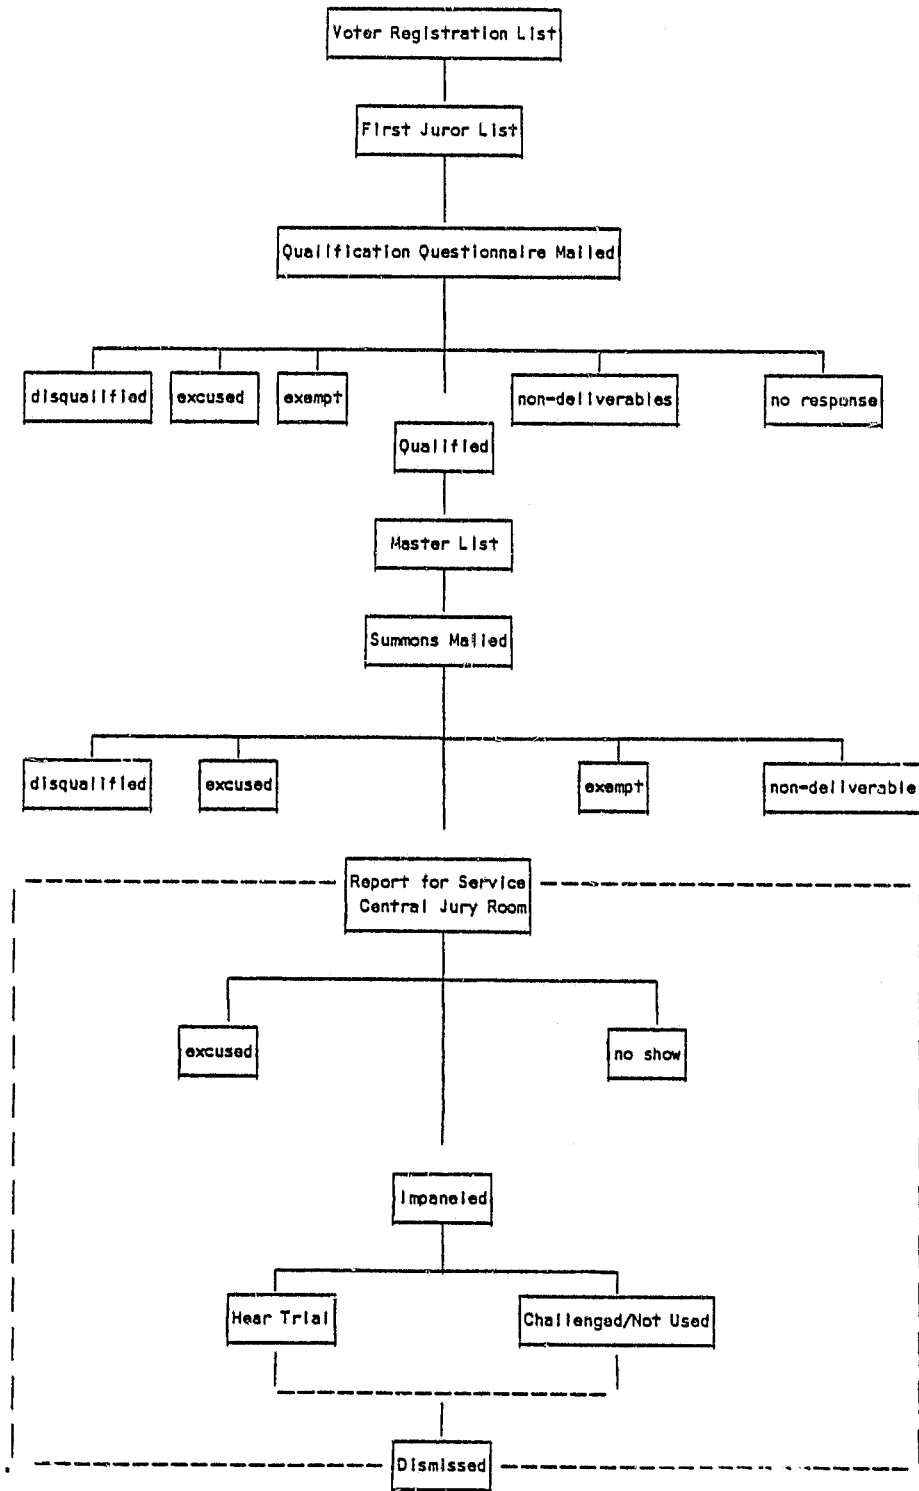 Voter Registration List
First Juror List
Qualification Questionnaire Mailed
disqualified
excused
exempt
non-deliverables
no response
Qualified
Master List
Summons Mailed
disqualified
excused
exempt
non-deliverable
Report for Service
Central Jury Room
excused
no show
Impaneled
Hear Trial
Challenged/Not Used
Dismissed